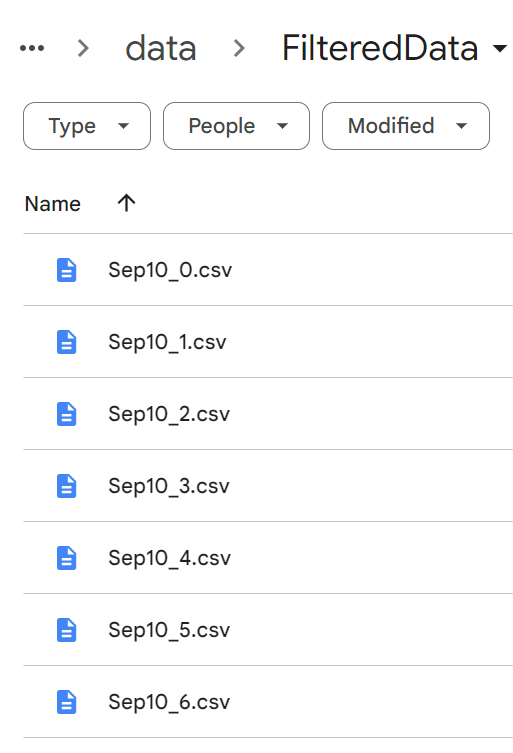 ... > data > FilteredData
Type People Modified
Name
Sep10_0.csv
Sep10_1.csv
Sep10_2.csv
Sep10_3.csv
Sep10_4.csv
Sep10_5.csv
Sep10_6.csv